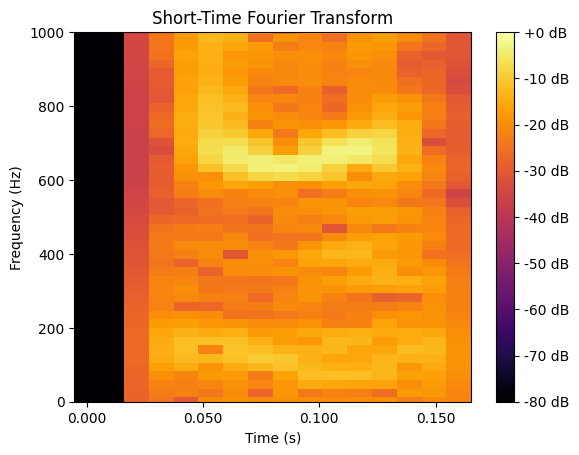 Short-Time Fourier Transform
1000
800
600
400
200
0
Frequency (Hz)
0.000
0.050
0.100
0.150
Time (s)
+0 dB
-10 dB
-20 dB
-30 dB
-40 dB
-50 dB
-60 dB
-70 dB
-80 dB